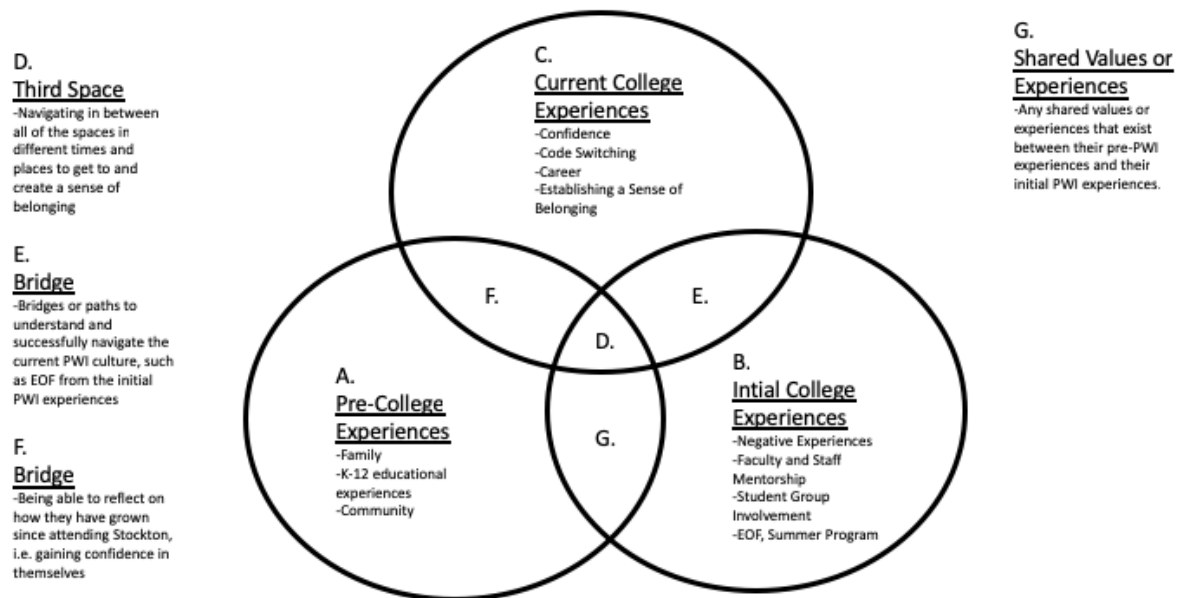 D.
Third Space
-Navigating in between
all of the spaces in
different times and
places to get to and
create a sense of
belonging
E.
Bridge
-Bridges or paths to
understand and
successfully navigate the
current PWI culture, such
as EOF from the initial
PWI experiences
F.
Bridge
-Being able to reflect on
how they have grown
since attending Stockton,
i.e. gaining confidence in
themselves
C.
Current College
Experiences
-Confidence
-Code Switching
-Career
-Establishing a Sense of
Belonging
F.
E.
D.
A.
Pre-College
Experiences
-Family
-K-12 educational
experiences
-Community
G.
B.
Intial College
Experiences
-Negative Experiences
-Faculty and Staff
Mentorship
-Student Group
Involvement
-EOF, Summer Program
G.
Shared Values or
Experiences
-Any shared values or
experiences that exist
between their pre-PWI
experiences and their
initial PWI experiences.